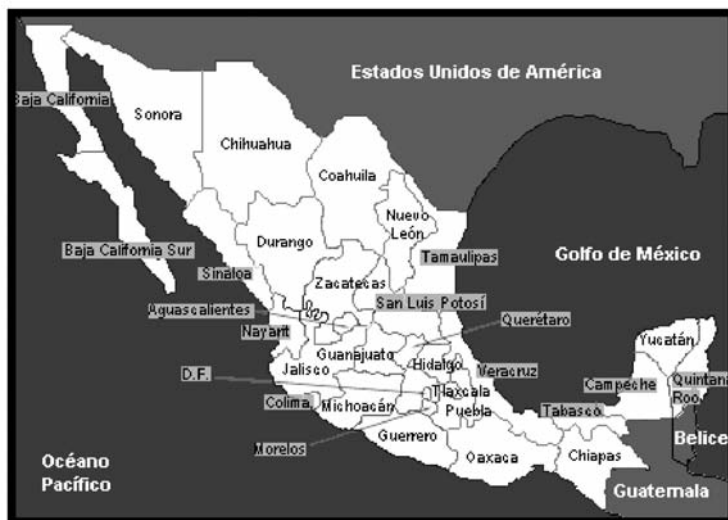 Estados Unidos de América
Baja California
Sonora
Chihuahua
Coahuila
Nuevo
León
Durango
Baja California Sur
Sinaloa
Tamaulipas
Golfo de México
Zacatecas
San Luis Potosí
Aguascalientes
Querétaro
Nayarit
Yucatán
Guanajuato
Hidalgo
Veracruz
Jalisco
D.F.
Campeche
Quintana
Roo
Tlaxcala
Colima
Michoacán
Puebla
Tabasco
Guerrero
Belice
Morelos
Oaxaca
Chiapas
Océano
Pacífico
Guatemala